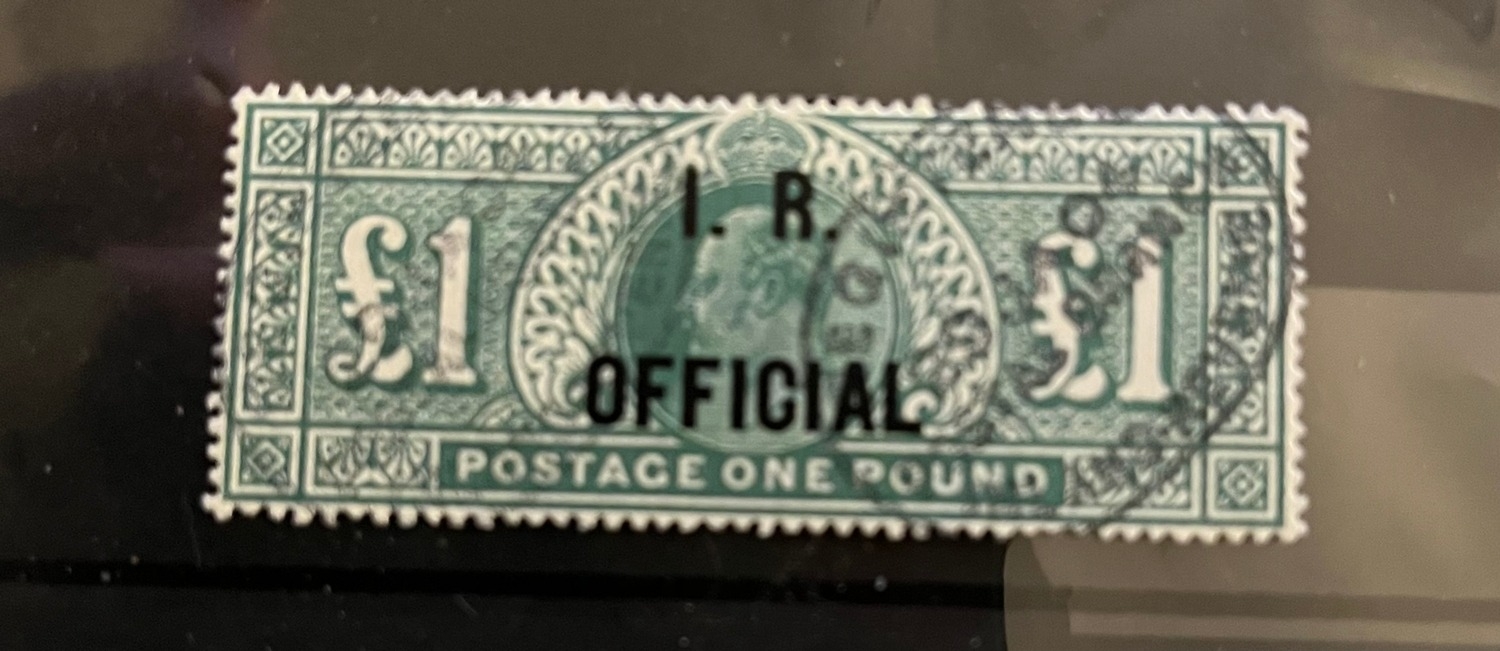 I. R.
£1 £1
OFFICIAL
POSTAGE ONE POUND